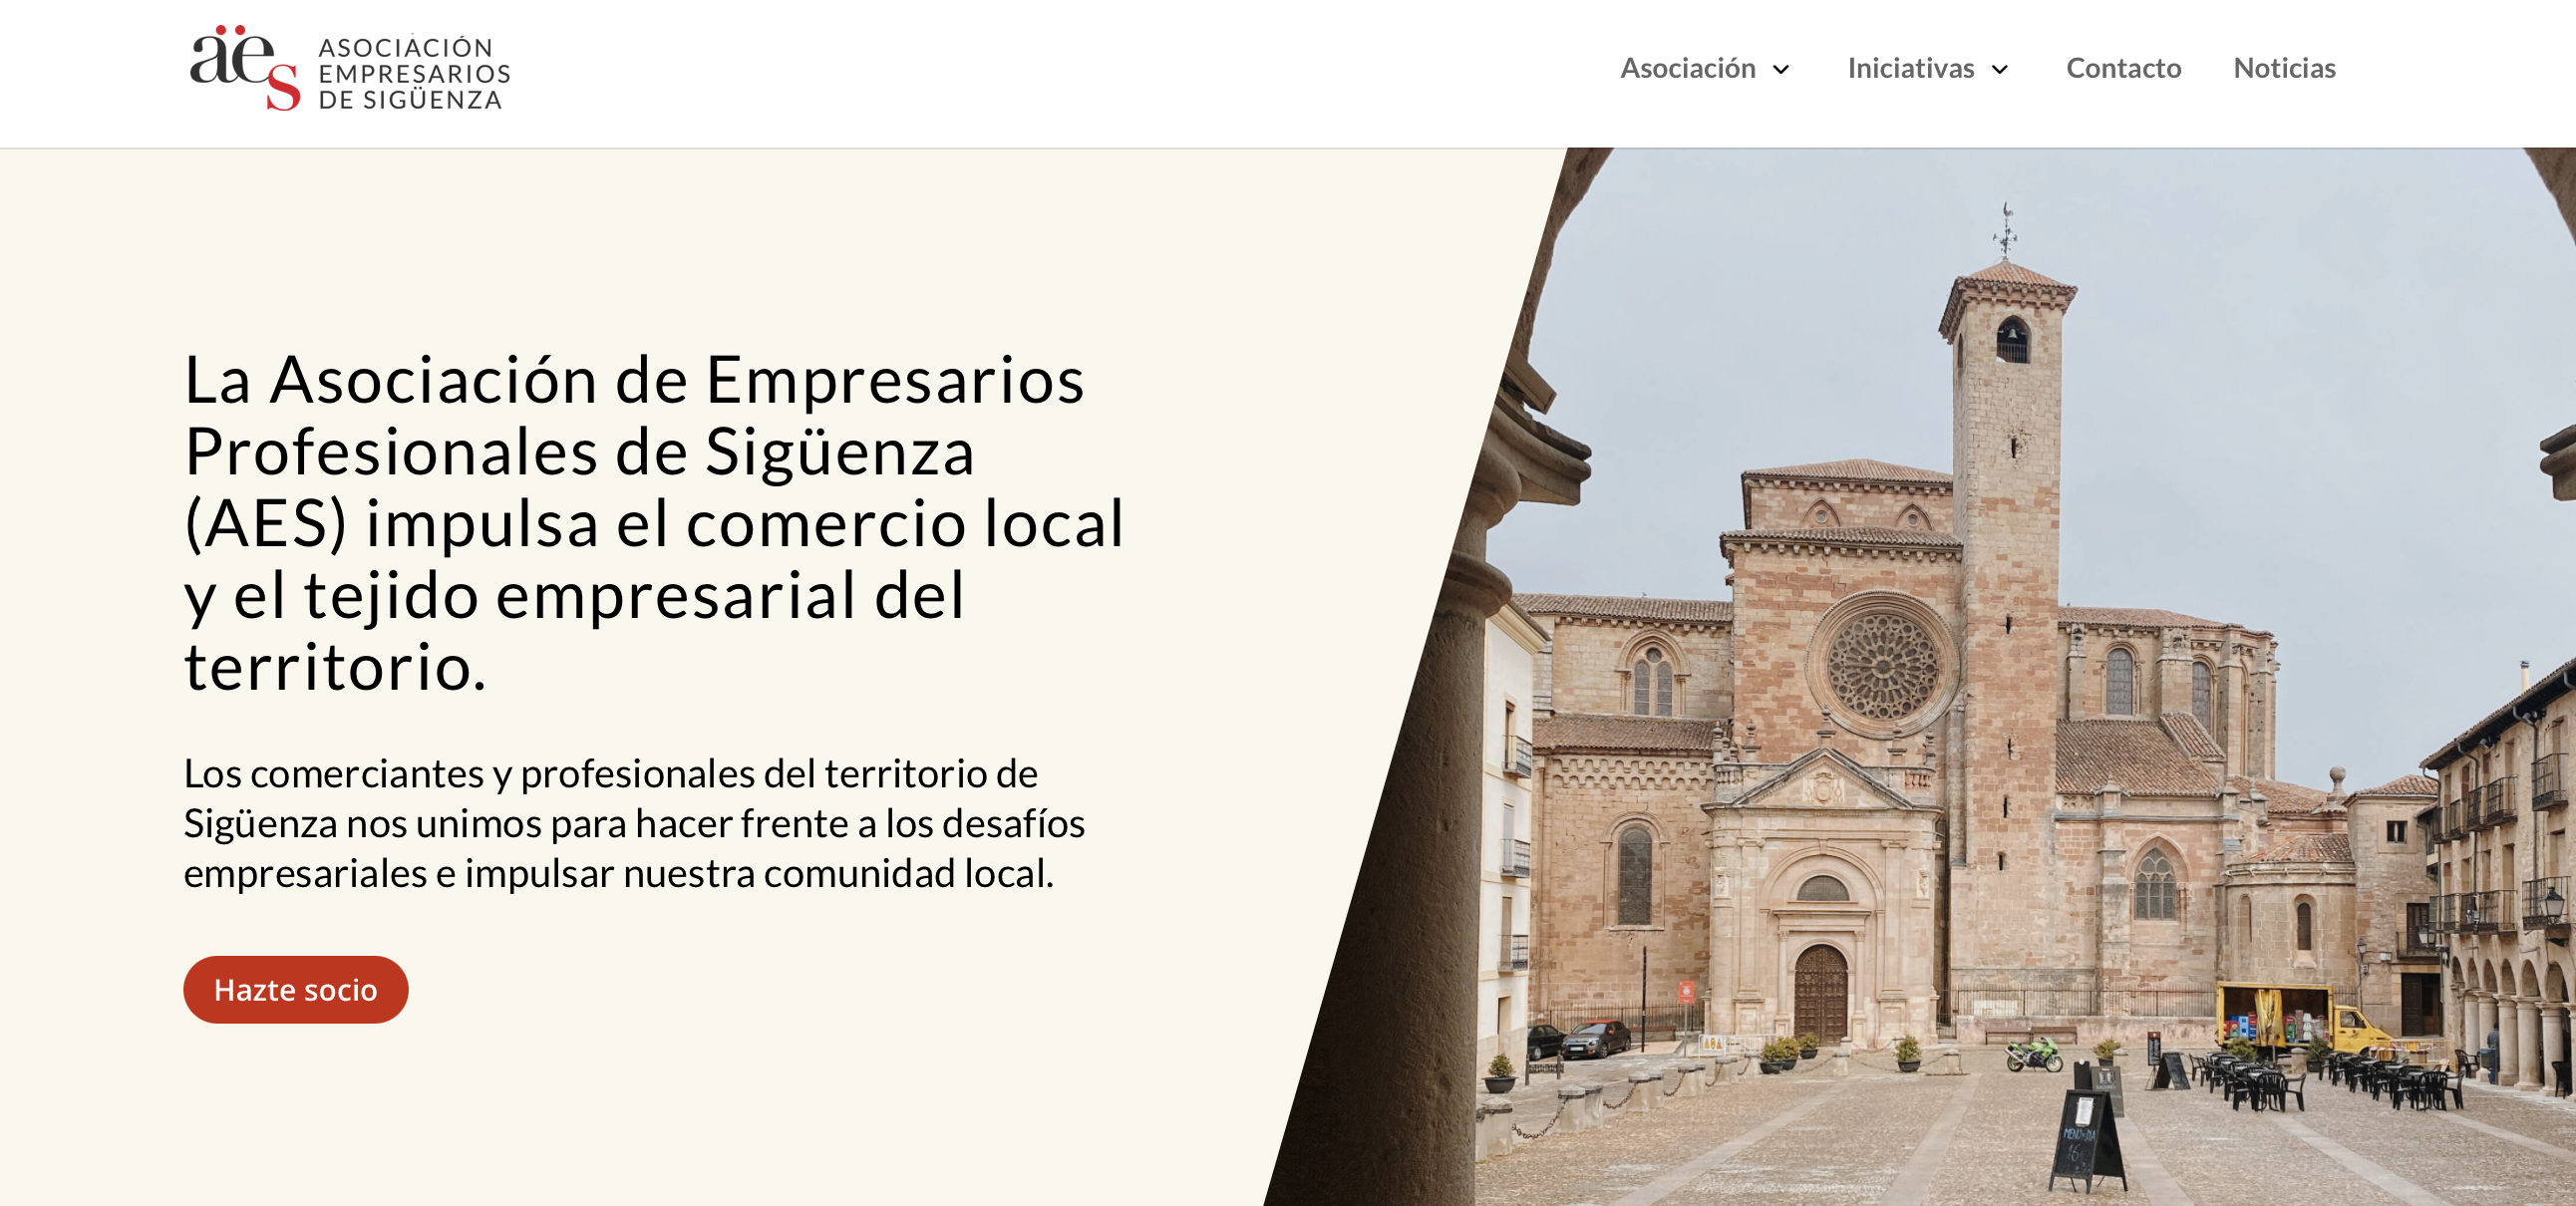 äes
ASOCIACIÓN
EMPRESARIOS
DE SIGÜENZA
Asociación
Iniciativas
Contacto
Noticias
La Asociación de Empresarios
Profesionales de Sigüenza
(AES) impulsa el comercio local
y el tejido empresarial del
territorio.
Los comerciantes y profesionales del territorio de
Sigüenza nos unimos para hacer frente a los desafíos
empresariales e impulsar nuestra comunidad local.
Hazte socio